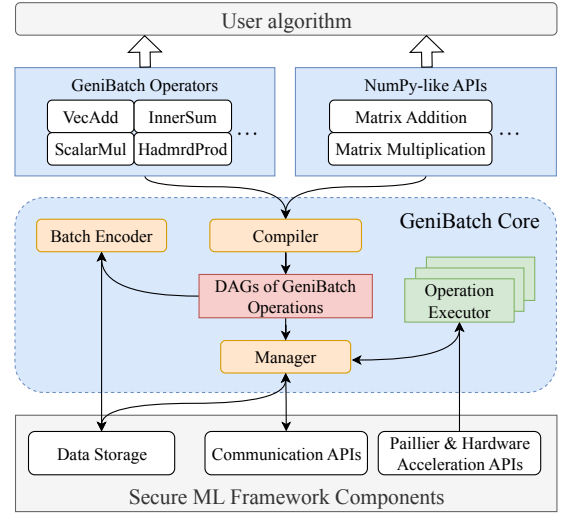 User algorithm
GeniBatch Operators
VecAdd
InnerSum
ScalarMul
HadmrdProd
...
NumPy-like APIs
Matrix Addition
Matrix Multiplication
...
GeniBatch Core
Batch Encoder
Compiler
DAGs of GeniBatch
Operations
Operation
Executor
Manager
Data Storage
Communication APIs
Paillier & Hardware
Acceleration APIs
Secure ML Framework Components